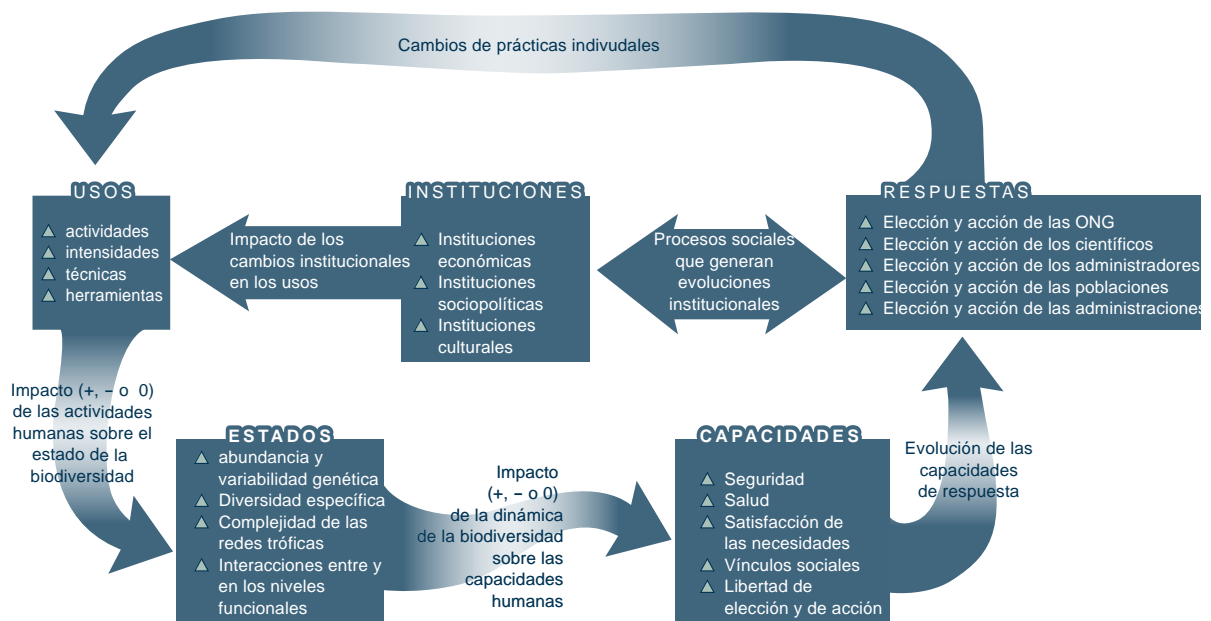 Cambios de prácticas indivudales
USOS
actividades
intensidades
técnicas
herramientas
Impacto de los
cambios institucionales
en los usos
INSTITUCIONES
Instituciones
económicas
Instituciones
sociopolíticas
Instituciones
culturales
Procesos sociales
que generan
evoluciones
institucionales
RESPUESTAS
Elección y acción de las ONG
Elección y acción de los científicos
Elección y acción de los administradores
Elección y acción de las poblaciones
Elección y acción de las administraciones
Impacto (+, – o 0)
de las actividades
humanas sobre el
estado de la
biodiversidad
ESTADOS
abundancia y
variabilidad genética
Diversidad específica
Complejidad de las
redes tróficas
Interacciones entre y
en los niveles
funcionales
Impacto
(+, – o 0)
de la dinámica
de la biodiversidad
sobre las
capacidades
humanas
CAPACIDADES
Seguridad
Salud
Satisfacción de
las necesidades
Vínculos sociales
Libertad de
elección y de acción
Evolución de las
capacidades
de respuesta